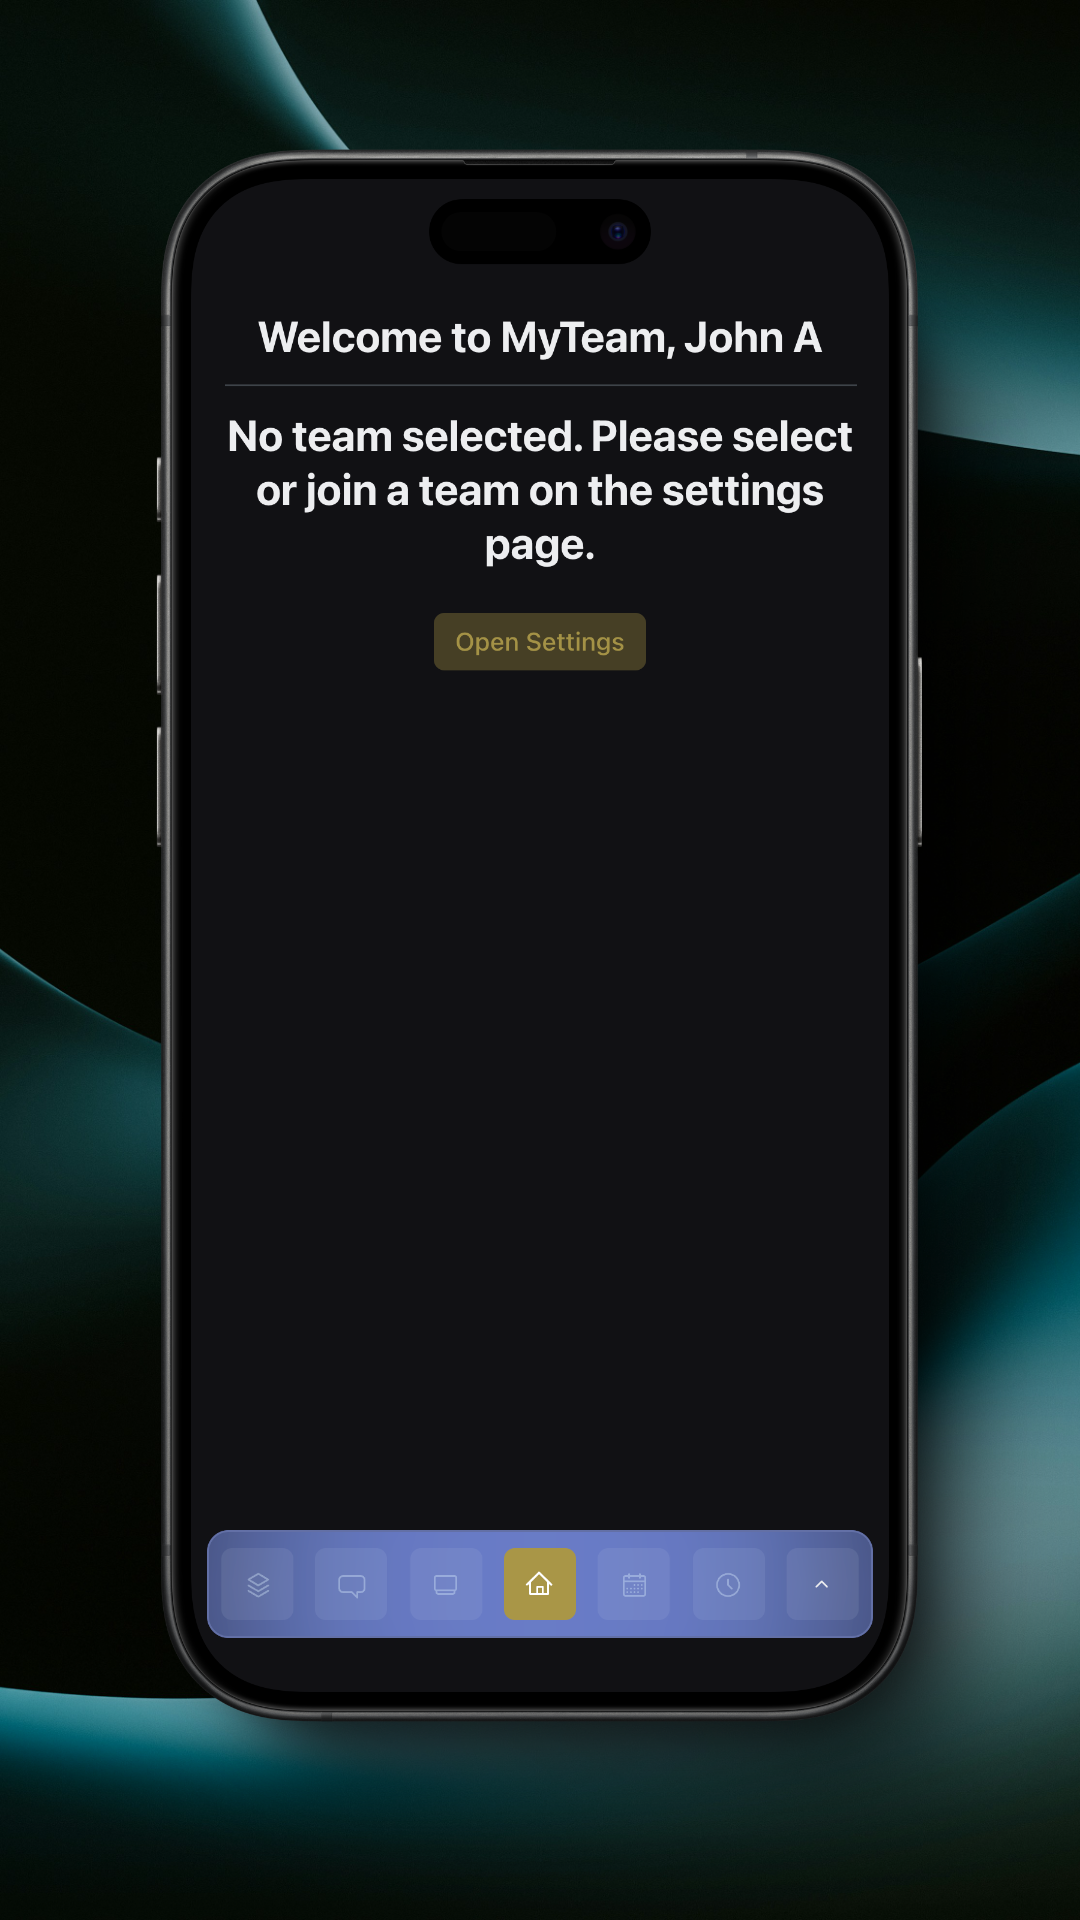 Welcome to MyTeam, John A
No team selected. Please select
or join a team on the settings
page.
Open Settings